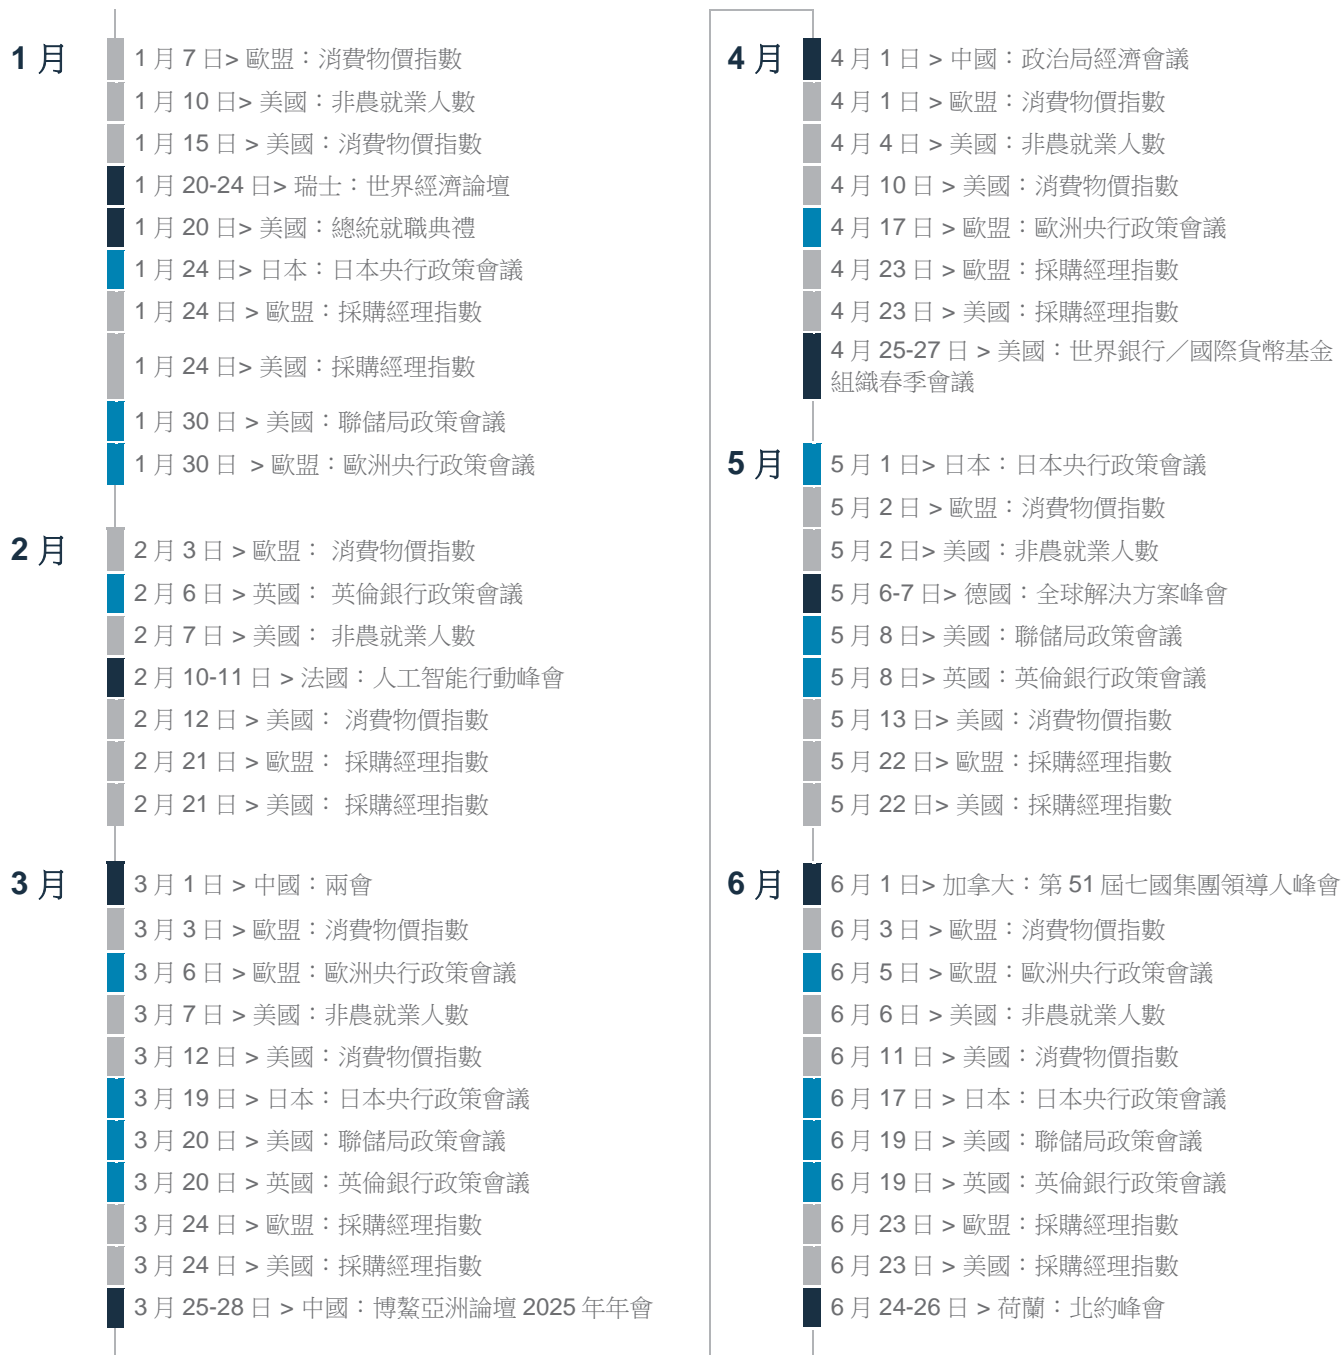 1 月
1 月 7 日> 歐盟：消費物價指數
1 月 10 日> 美國：非農就業人數
1 月 15 日 > 美國：消費物價指數
1 月 20-24 日> 瑞士：世界經濟論壇
1 月 20 日> 美國：總統就職典禮
1 月 24 日> 日本：日本央行政策會議
1 月 24 日 > 歐盟：採購經理指數
1 月 24 日> 美國：採購經理指數
1 月 30 日 > 美國：聯儲局政策會議
1 月 30 日 > 歐盟：歐洲央行政策會議
2 月
2 月 3 日 > 歐盟： 消費物價指數
2 月 6 日 > 英國： 英倫銀行政策會議
2 月 7 日 > 美國： 非農就業人數
2 月 10-11 日 > 法國：人工智能行動峰會
2 月 12 日 > 美國： 消費物價指數
2 月 21 日 > 歐盟： 採購經理指數
2 月 21 日 > 美國： 採購經理指數
3 月
3 月 1 日 > 中國：兩會
3 月 3 日 > 歐盟：消費物價指數
3 月 6 日 > 歐盟：歐洲央行政策會議
3 月 7 日 > 美國：非農就業人數
3 月 12 日 > 美國：消費物價指數
3 月 19 日 > 日本：日本央行政策會議
3 月 20 日 > 美國：聯儲局政策會議
3 月 20 日 > 英國：英倫銀行政策會議
3 月 24 日 > 歐盟：採購經理指數
3 月 24 日 > 美國：採購經理指數
3 月 25-28 日 > 中國：博鰲亞洲論壇 2025 年年會
4 月
4 月 1 日 > 中國：政治局經濟會議
4 月 1 日 > 歐盟：消費物價指數
4 月 4 日 > 美國：非農就業人數
4 月 10 日 > 美國：消費物價指數
4 月 17 日 > 歐盟：歐洲央行政策會議
4 月 23 日 > 歐盟：採購經理指數
4 月 23 日 > 美國：採購經理指數
4 月 25-27 日 > 美國：世界銀行／國際貨幣基金
組織春季會議
5 月
5 月 1 日> 日本：日本央行政策會議
5 月 2 日 > 歐盟：消費物價指數
5 月 2 日> 美國：非農就業人數
5 月 6-7 日> 德國：全球解決方案峰會
5 月 8 日> 美國：聯儲局政策會議
5 月 8 日> 英國：英倫銀行政策會議
5 月 13 日> 美國：消費物價指數
5 月 22 日> 歐盟：採購經理指數
5 月 22 日> 美國：採購經理指數
6 月
6 月 1 日> 加拿大：第 51 屆七國集團領導人峰會
6 月 3 日 > 歐盟：消費物價指數
6 月 5 日 > 歐盟：歐洲央行政策會議
6 月 6 日 > 美國：非農就業人數
6 月 11 日 > 美國：消費物價指數
6 月 17 日 > 日本：日本央行政策會議
6 月 19 日 > 美國：聯儲局政策會議
6 月 19 日 > 英國：英倫銀行政策會議
6 月 23 日 > 歐盟：採購經理指數
6 月 23 日 > 美國：採購經理指數
6 月 24-26 日 > 荷蘭：北約峰會